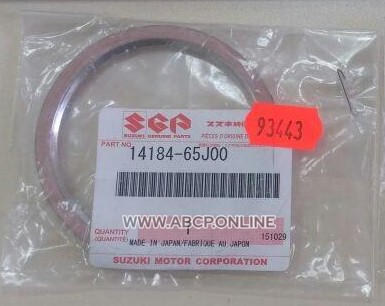 SGP
SUZUKI GENUINE PARTS
PIÈCES D'ORIGINE
93443
PART NO.
14184-65J00
WWW.ABCPONLINE
QUANTITY
(QUANTITÉ)
1
151029
MADE IN JAPAN/FABRIQUE AU JAPON
SUZUKI MOTOR CORPORATION